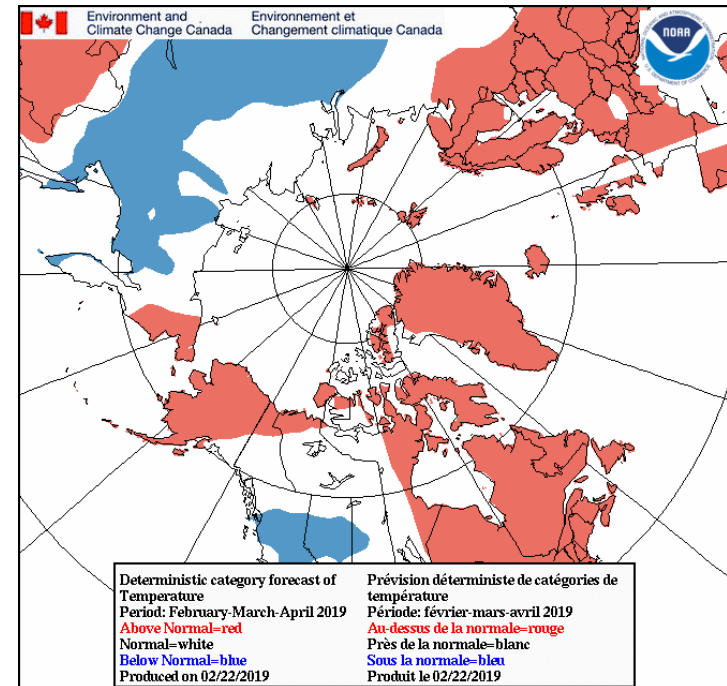 Environment and Environnement et
Climate Change Canada Changement climatique Canada
NOAA
Deterministic category forecast of
Temperature
Period: February-March-April 2019
Above Normal=red
Normal=white
Below Normal=blue
Produced on 02/22/2019
Prévision déterministe de catégories de
température
Période: février-mars-avril 2019
Au-dessus de la normale=rouge
Près de la normale=blanc
Sous la normale=bleu
Produit le 02/22/2019